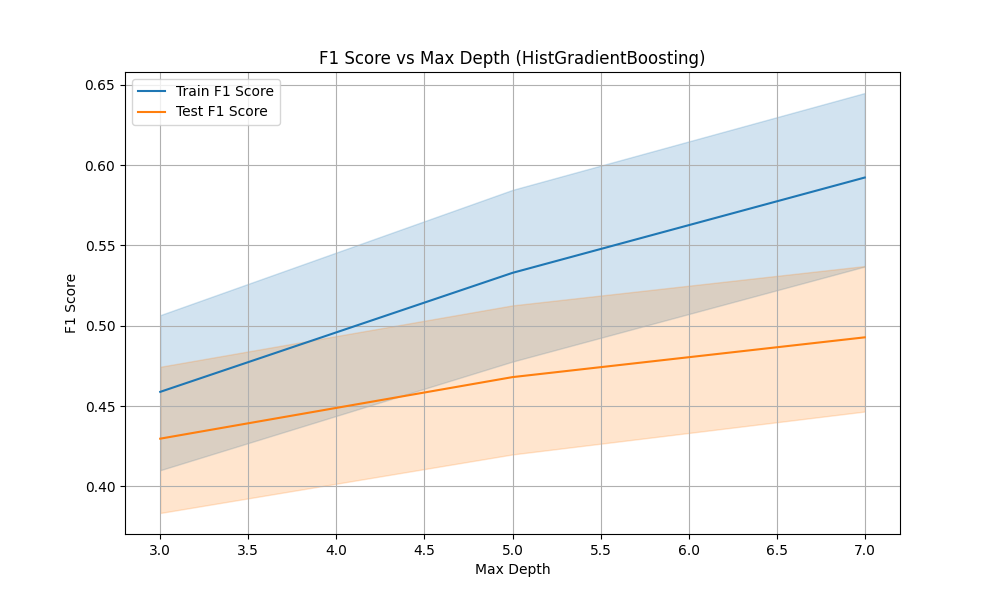 F1 Score vs Max Depth (HistGradientBoosting)
Train F1 Score
Test F1 Score
F1 Score
0.65
0.60
0.55
0.50
0.45
0.40
3.0 3.5 4.0 4.5 5.0 5.5 6.0 6.5 7.0
Max Depth